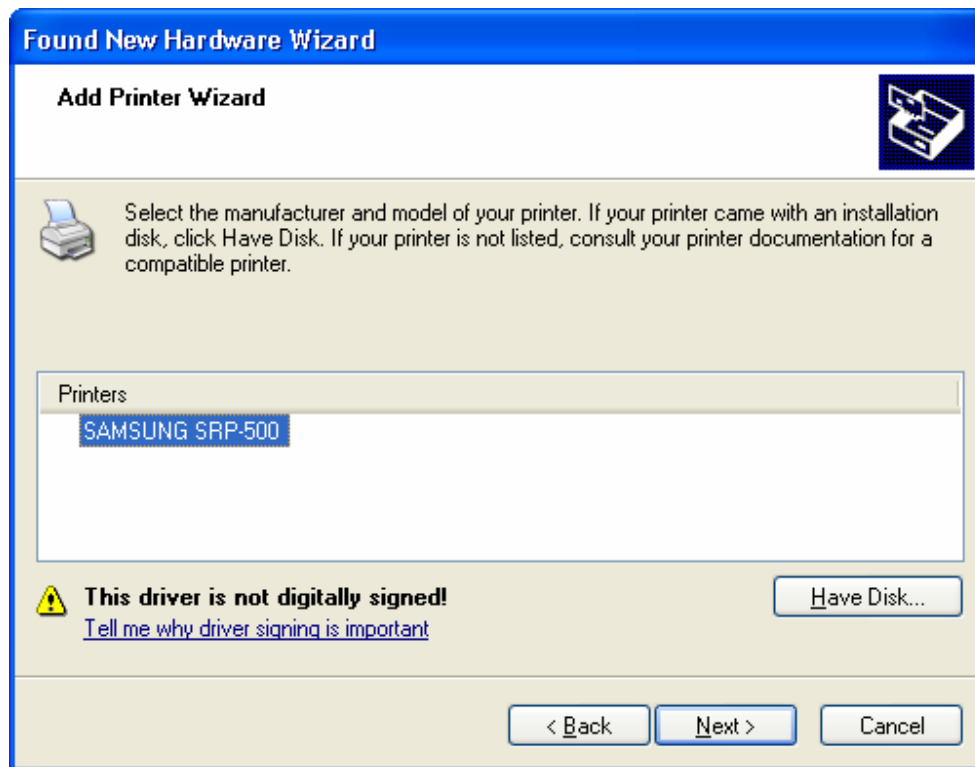 Found New Hardware Wizard
Add Printer Wizard
Select the manufacturer and model of your printer. If your printer came with an installation
disk, click Have Disk. If your printer is not listed, consult your printer documentation for a
compatible printer.
Printers
SAMSUNG SRP-500
This driver is not digitally signed!
Have Disk...
Tell me why driver signing is important
< Back
Next >
Cancel